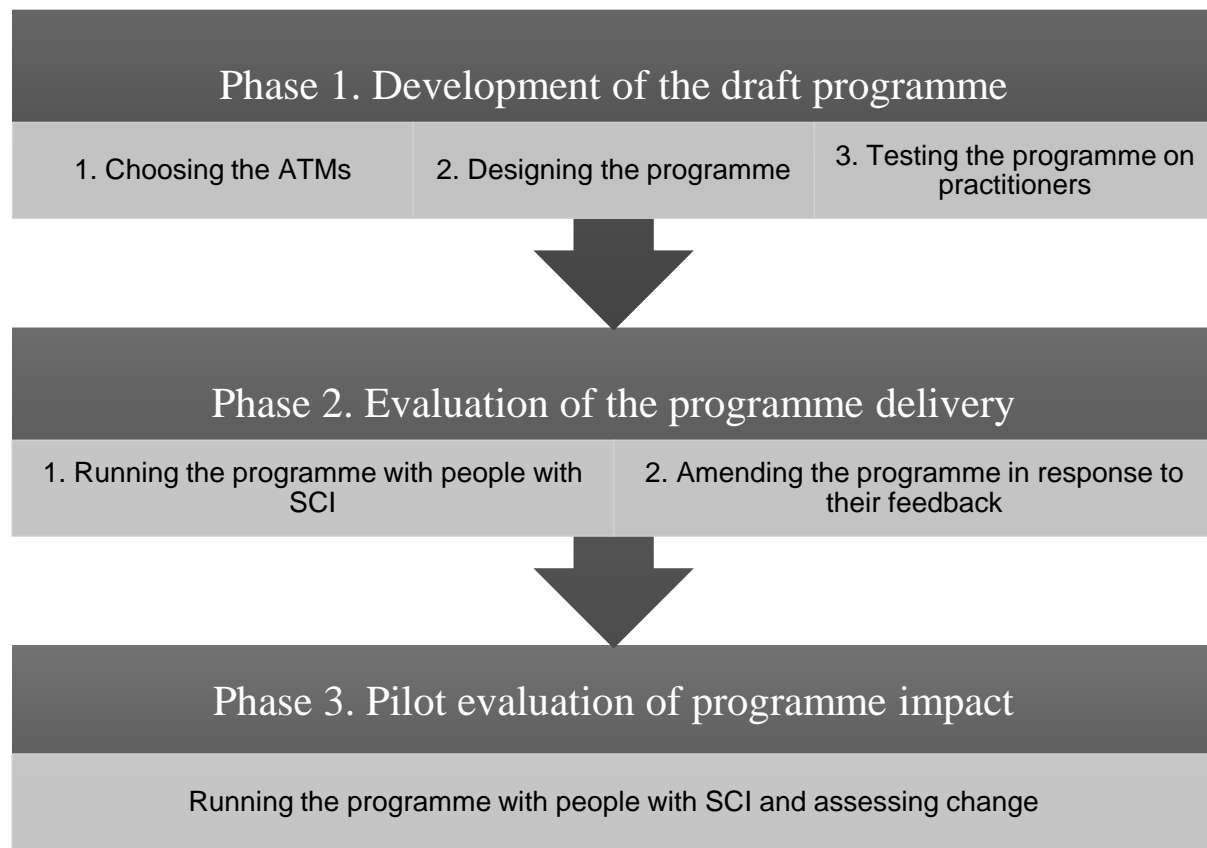 Phase 1. Development of the draft programme
1. Choosing the ATMs
2. Designing the programme
3. Testing the programme on
practitioners
Phase 2. Evaluation of the programme delivery
1. Running the programme with people with
SCI
2. Amending the programme in response to
their feedback
Phase 3. Pilot evaluation of programme impact
Running the programme with people with SCI and assessing change